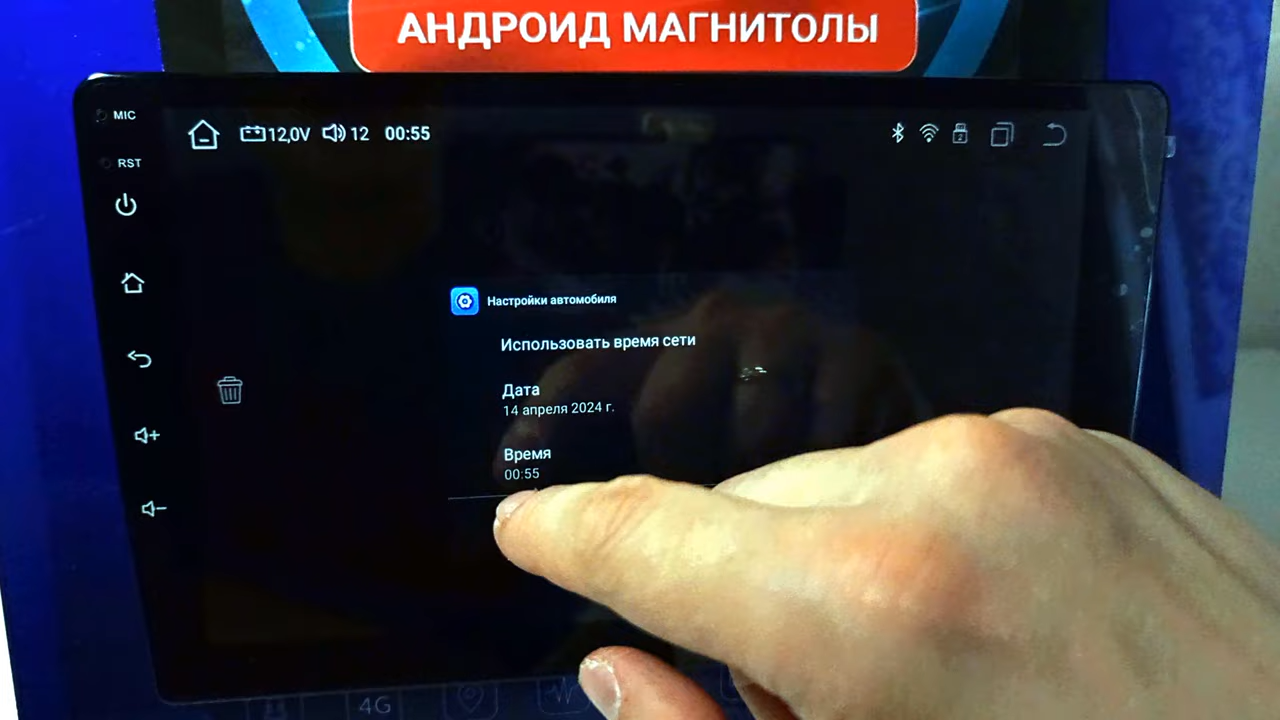 АНДРОИД МАГНИТОЛЫ
MIC
12,0V 12 00:55
2
RST
Настройки автомобиля
Использовать время сети
Дата
14 апреля 2024 г.
Время
00:55
4G